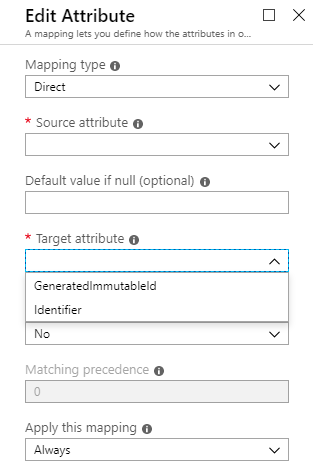 Edit Attribute
A mapping lets you define how the attributes in o...
Mapping type
Direct
* Source attribute
Default value if null (optional)
* Target attribute
GeneratedImmutableId
Identifier
No
Matching precedence
0
Apply this mapping
Always